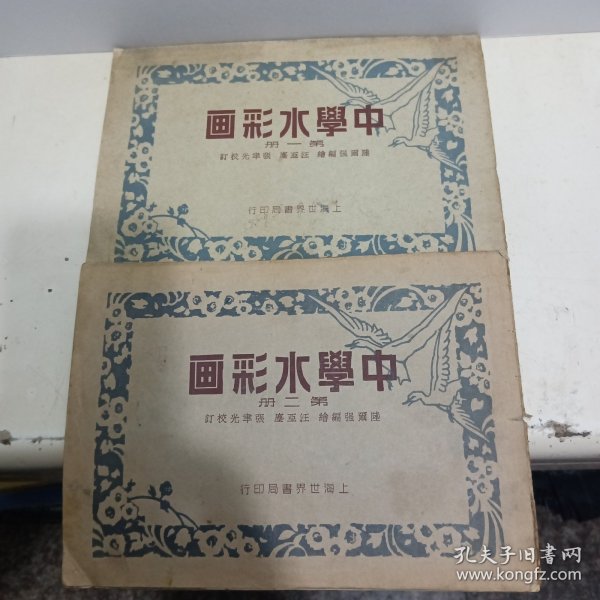 中學水彩画
第一册
陸爾强編繪 汪亞塵 張聿光校訂
上海世界書局印行
中學水彩画
第二册
陸爾强編繪 汪亞塵 張聿光校訂
上海世界書局印行
孔夫子旧书网
www.kongfz.com